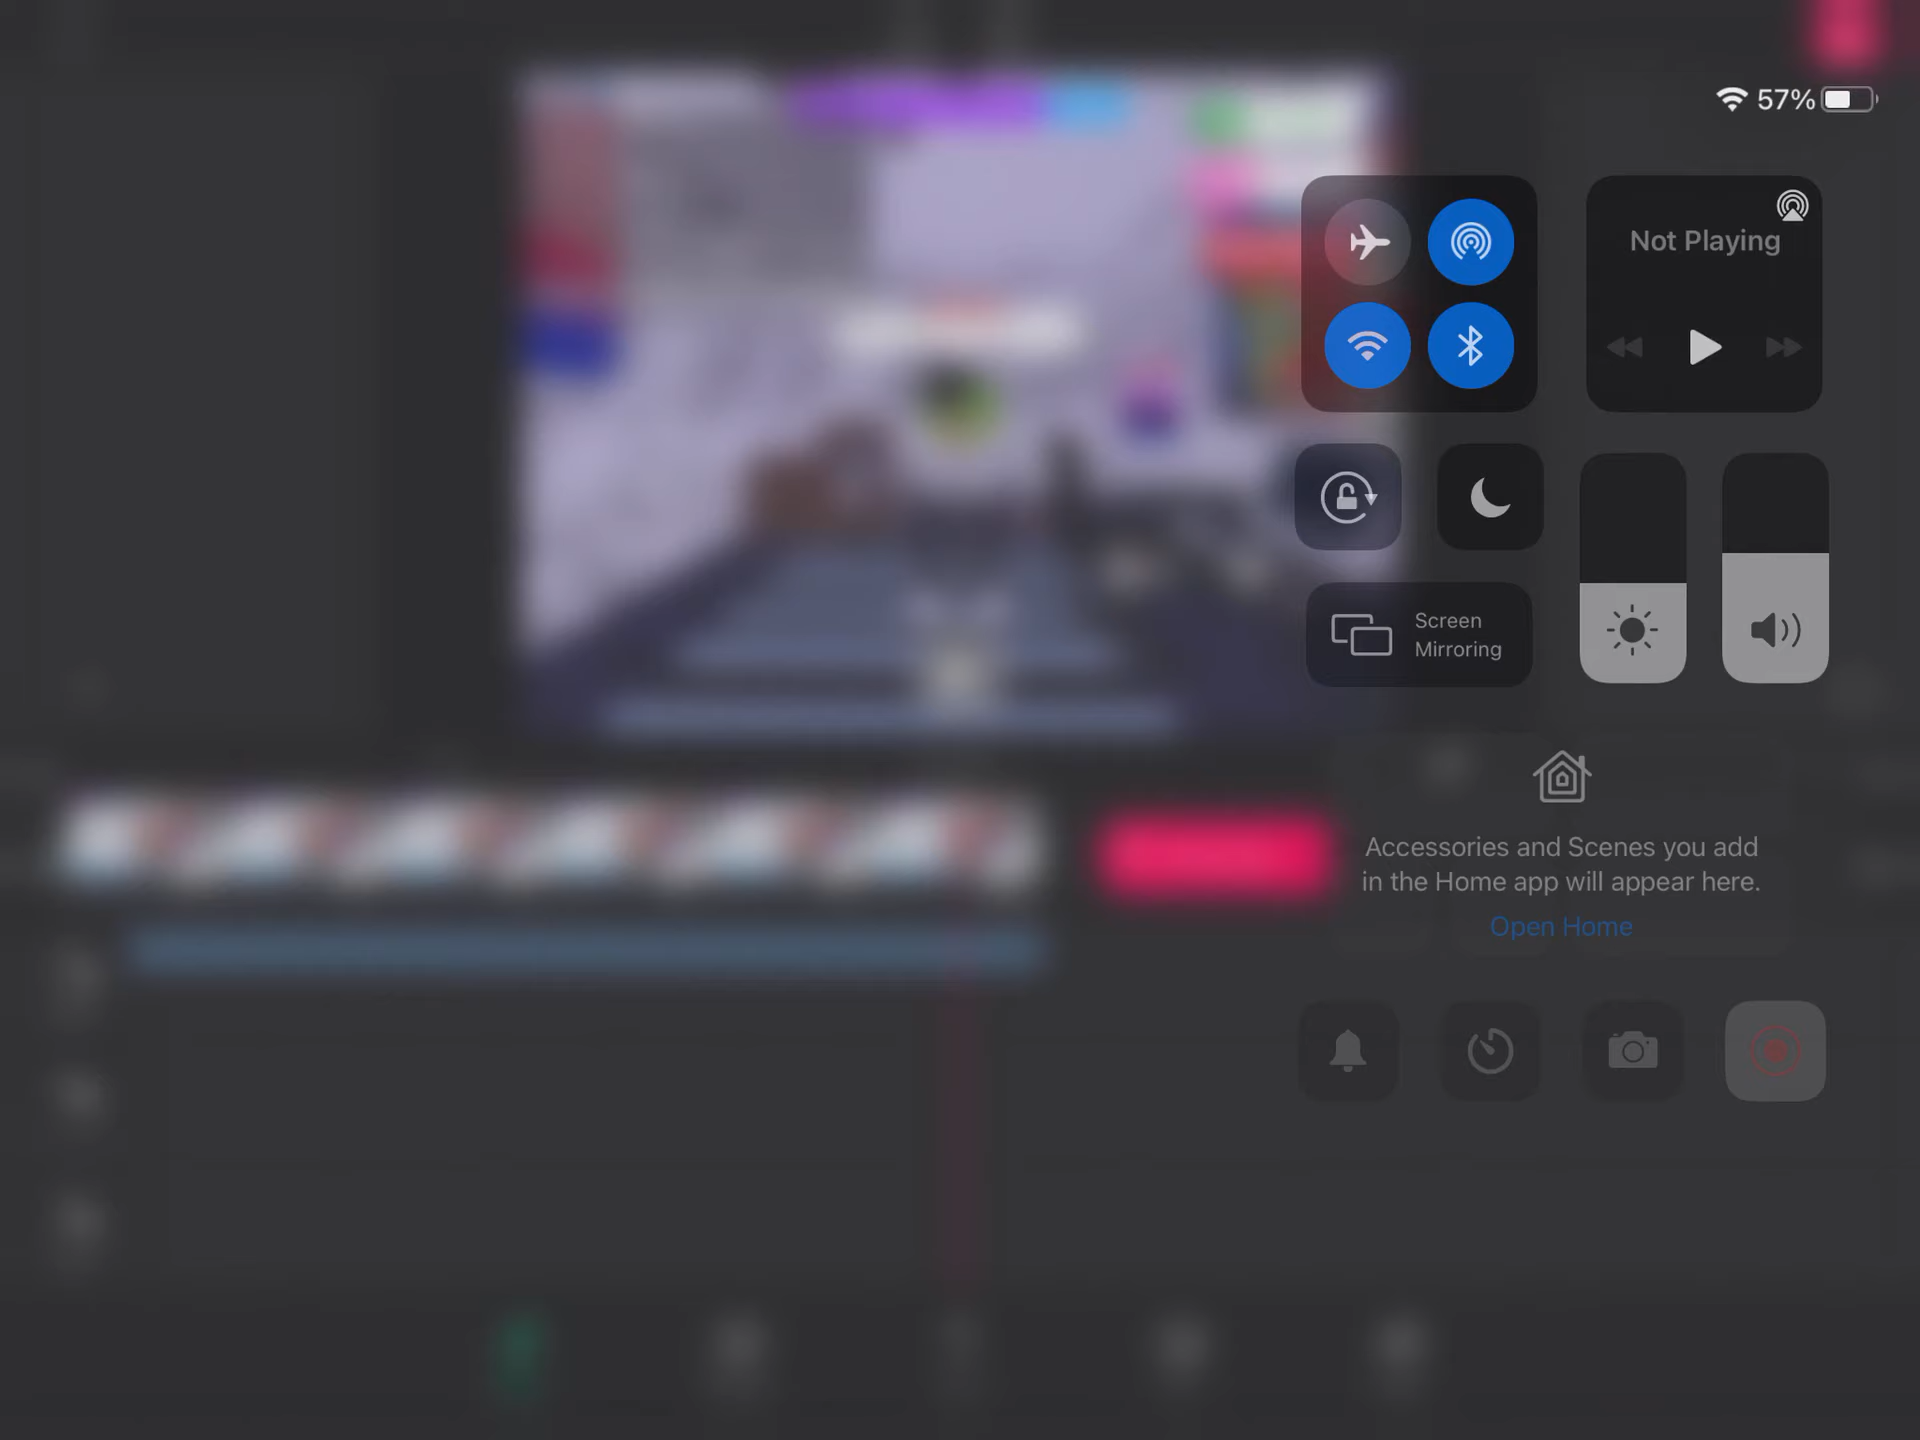 57%
Not Playing
Screen
Mirroring
Accessories and Scenes you add
in the Home app will appear here.
Open Home